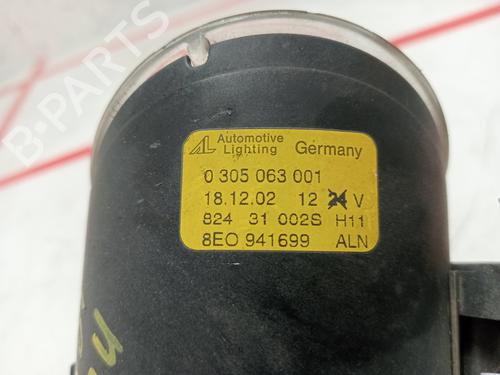 B-PARTS
Automotive
Lighting Germany
0 305 063 001
18.12.02 12 24 V
824 31 002S H11
8EO 941699 ALN